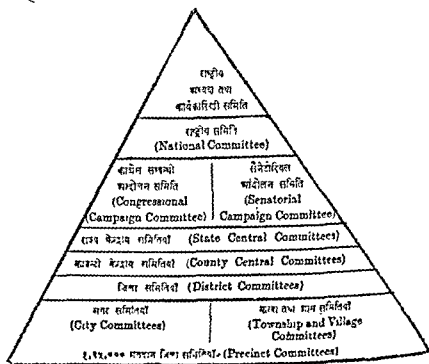 राष्ट्रीय
अध्यक्ष तथा
कार्यकारिणी समिति
राष्ट्रीय समिति
(National Committee)
कांग्रेस सम्बन्धी
आन्दोलन समिति
(Congressional
Campaign Committee)
सैनेटोरियल
आंदोलन समिति
(Senatorial
Campaign Committee)
राज्य केन्द्रीय समितियाँ (State Central Committees)
काउन्टी केन्द्रीय समितियाँ (County Central Committees)
जिला समितियाँ (District Committees)
नगर समितियाँ
(City Committees)
तथा ग्राम समितियाँ
(Township and Village
Committees)
मतदान जिला समितियाँ (Precinct Committees)